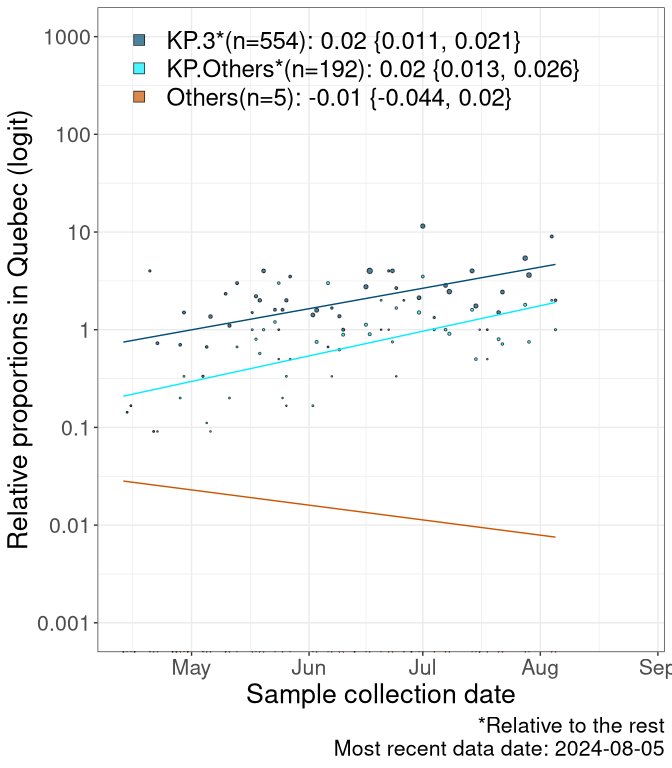 KP.3*(n=554): 0.02 {0.011, 0.021}
KP.Others*(n=192): 0.02 {0.013, 0.026}
Others(n=5): -0.01 {-0.044, 0.02}
Relative proportions in Quebec (logit)
1000
100
10
1
0.1
0.01
0.001
May Jun Jul Aug Sep
Sample collection date
*Relative to the rest
Most recent data date: 2024-08-05